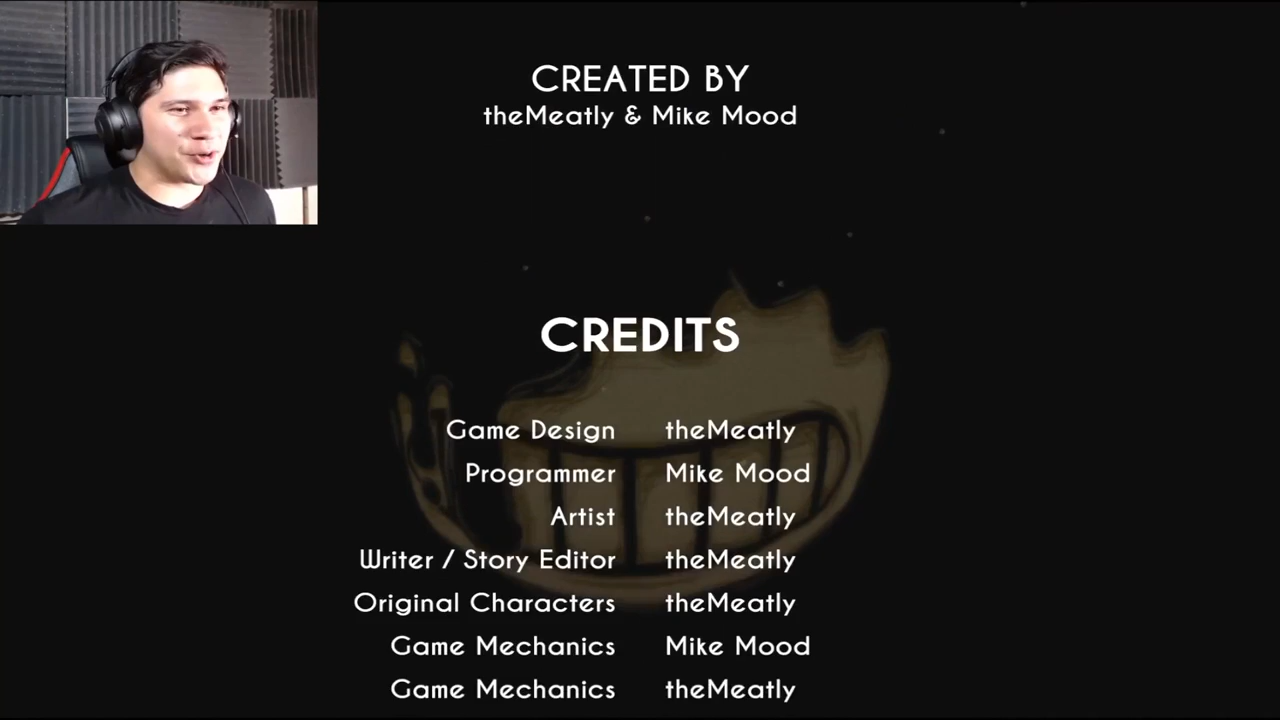 CREATED BY
theMeatly & Mike Mood
CREDITS
Game Design theMeatly
Programmer Mike Mood
Artist theMeatly
Writer / Story Editor theMeatly
Original Characters theMeatly
Game Mechanics Mike Mood
Game Mechanics theMeatly